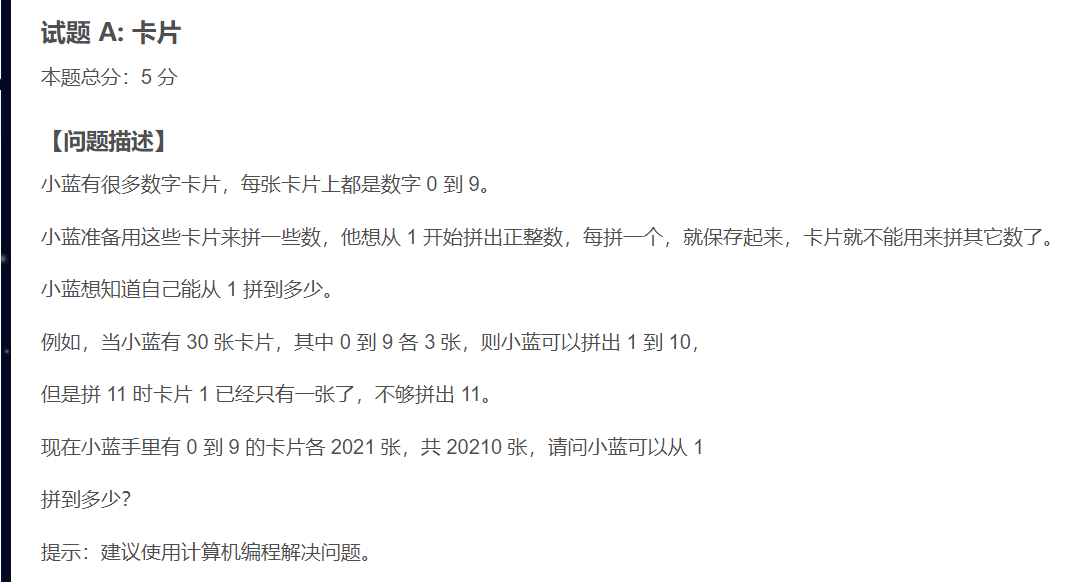 试题 A: 卡片
本题总分：5 分
【问题描述】
小蓝有很多数字卡片，每张卡片上都是数字 0 到 9。
小蓝准备用这些卡片来拼一些数，他想从 1 开始拼出正整数，每拼一个，就保存起来，卡片就不能用来拼其它数了。
小蓝想知道自己能从 1 拼到多少。
例如，当小蓝有 30 张卡片，其中 0 到 9 各 3 张，则小蓝可以拼出 1 到 10，
但是拼 11 时卡片 1 已经只有一张了，不够拼出 11。
现在小蓝手里有 0 到 9 的卡片各 2021 张，共 20210 张，请问小蓝可以从 1
拼到多少？
提示：建议使用计算机编程解决问题。